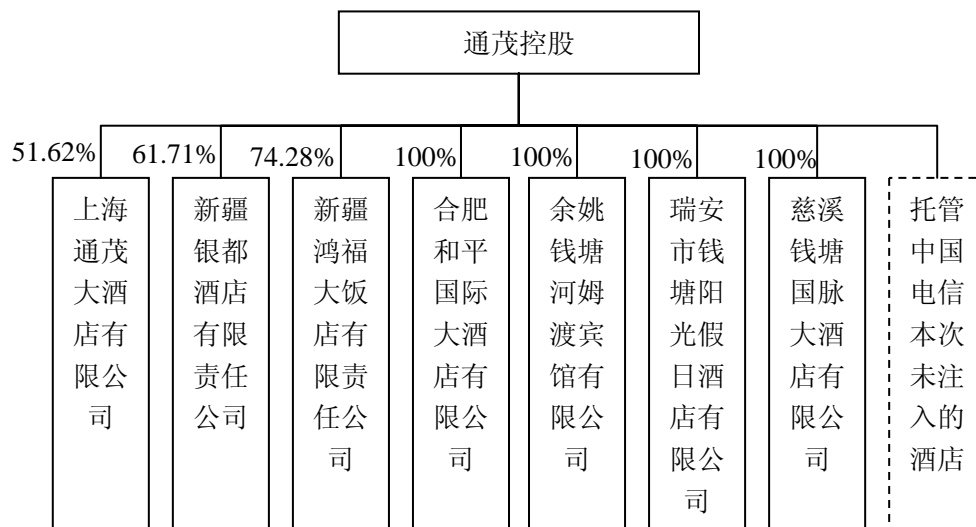 通茂控股
51.62%
61.71%
74.28%
100%
100%
100%
100%
上海
通茂
大酒
店有
限公
司
新疆
银都
酒店
有限
责任
公司
新疆
鸿福
大饭
店有
限责
任公
司
合肥
和平
国际
大酒
店有
限公
司
余姚
钱塘
河姆
渡宾
馆有
限公
司
瑞安
市钱
塘阳
光假
日酒
店有
限公
司
慈溪
钱塘
国脉
大酒
店有
限公
司
托管
中国
电信
本次
未注
入的
酒店